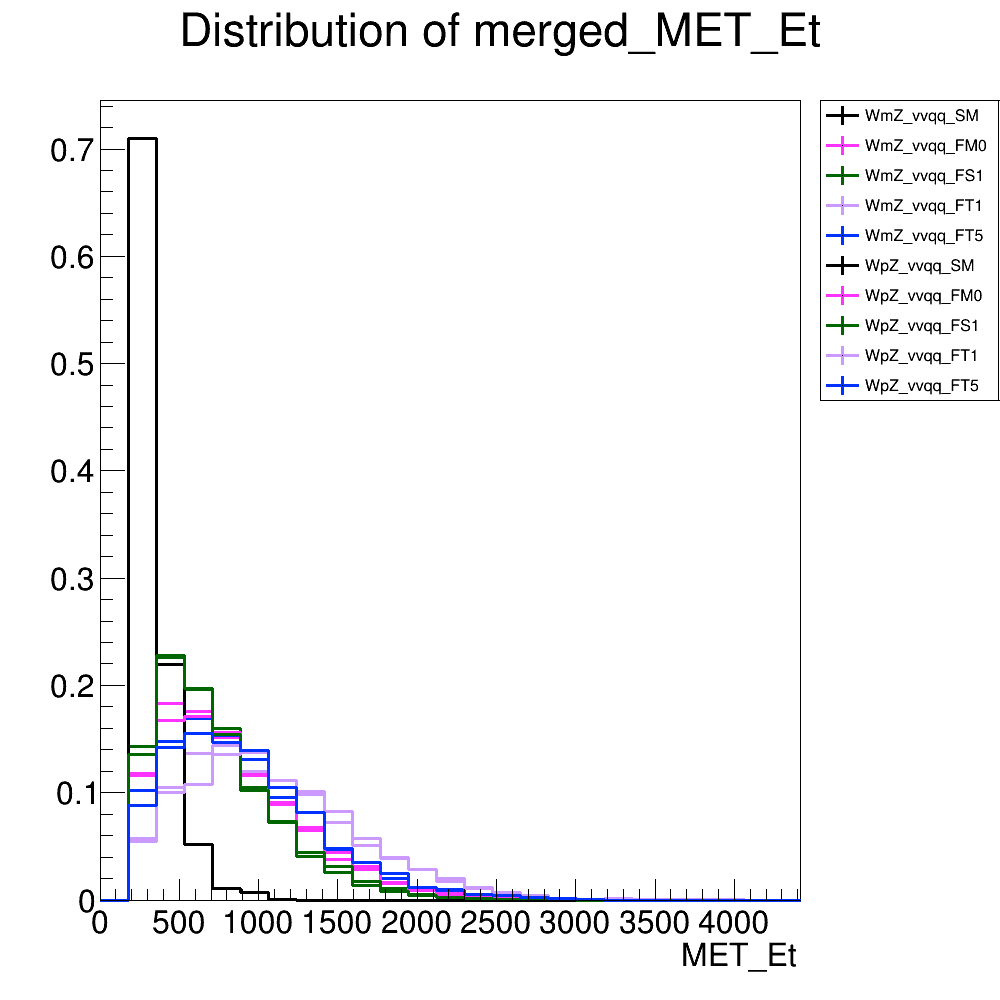 Distribution of merged_MET_Et
WmZ_vvqq_SM
WmZ_vvqq_FM0
WmZ_vvqq_FS1
WmZ_vvqq_FT1
WmZ_vvqq_FT5
WpZ_vvqq_SM
WpZ_vvqq_FM0
WpZ_vvqq_FS1
WpZ_vvqq_FT1
WpZ_vvqq_FT5
0.7
0.6
0.5
0.4
0.3
0.2
0.1
0
0 500 1000 1500 2000 2500 3000 3500 4000
MET_Et